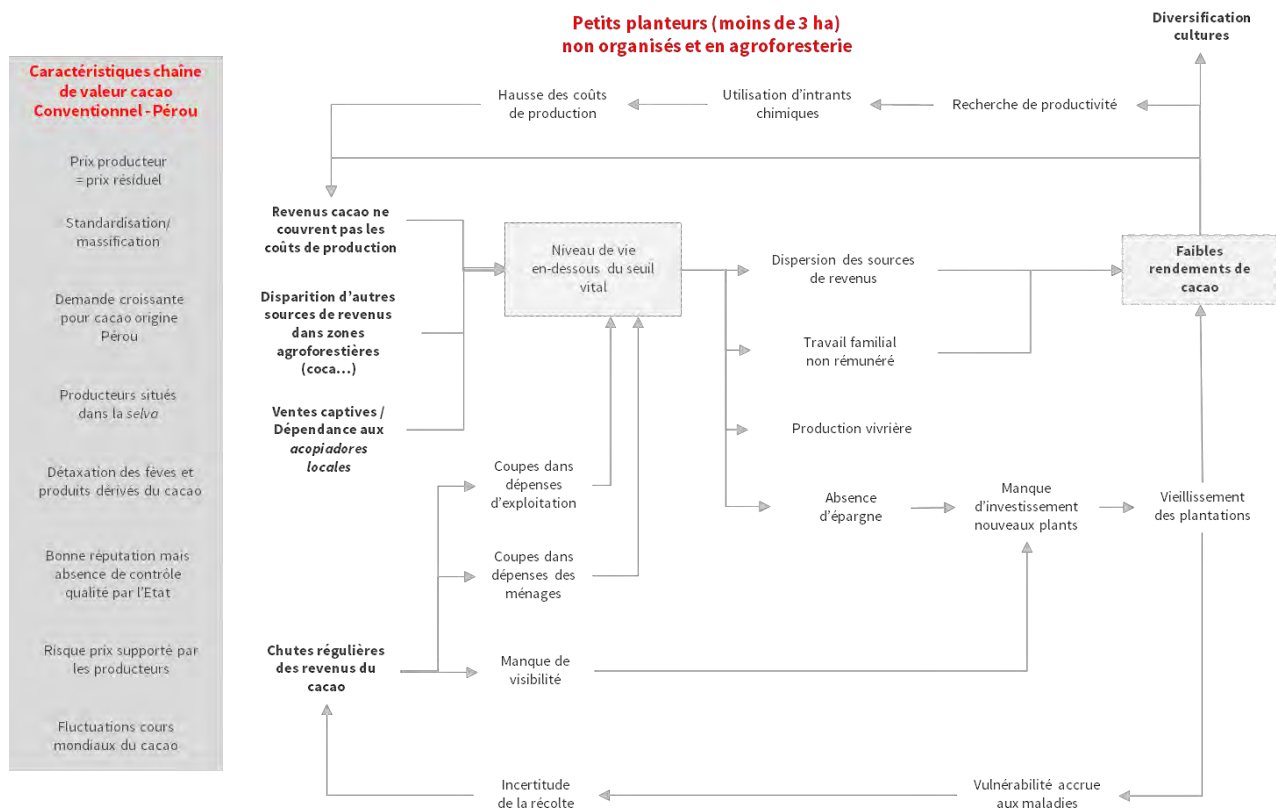 Petits planteurs (moins de 3 ha)
non organisés et en agroforesterie
Diversification
cultures
Caractéristiques chaîne
de valeur cacao
Conventionnel - Pérou
Prix producteur
= prix résiduel
Standardisation/
massification
Demande croissante
pour cacao origine
Pérou
Producteurs situés
dans la selva
Détaxation des fèves et
produits dérivés du cacao
Bonne réputation mais
absence de contrôle
qualité par l'Etat
Risque prix supporté par
les producteurs
Fluctuations cours
mondiaux du cacao
Hausse des coûts
de production
Utilisation d'intrants
chimiques
Recherche de productivité
Revenus cacao ne
couvrent pas les
coûts de production
Disparition d'autres
sources de revenus
dans zones
agroforestières
(coca...)
Ventes captives /
Dépendance aux
acopiadores
locales
Niveau de vie
en-dessous du seuil
vital
Dispersion des sources
de revenus
Travail familial
non rémunéré
Production vivrière
Faibles
rendements de
cacao
Coupes dans
dépenses
d'exploitation
Absence
d'épargne
Manque
d'investissement
nouveaux plants
Vieillissement
des plantations
Coupes dans
dépenses des
ménages
Chutes régulières
des revenus du
cacao
Manque de
visibilité
Incertitude
de la récolte
Vulnérabilité accrue
aux maladies